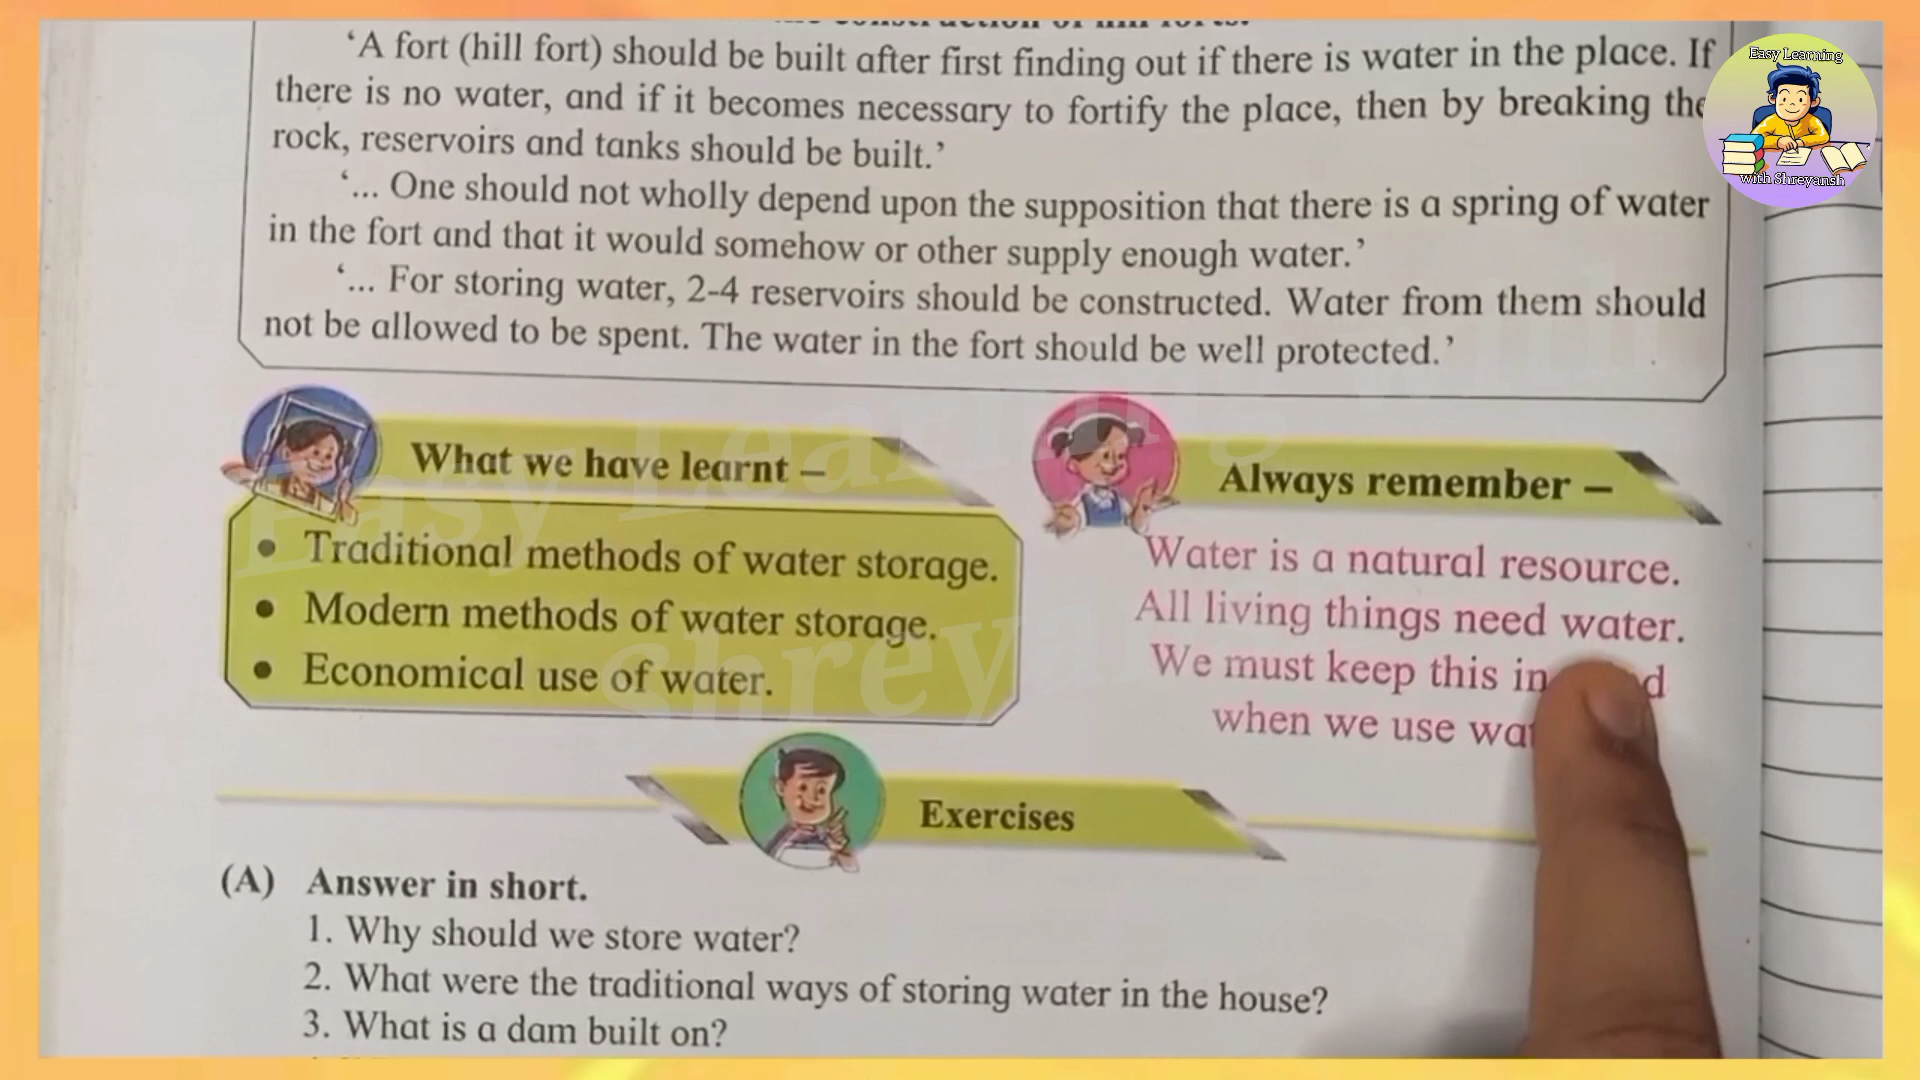 construction of hill forts.
‘A fort (hill fort) should be built after first finding out if there is water in the place. If
there is no water, and if it becomes necessary to fortify the place, then by breaking the
rock, reservoirs and tanks should be built.’
‘... One should not wholly depend upon the supposition that there is a spring of water
in the fort and that it would somehow or other supply enough water.’
‘... For storing water, 2-4 reservoirs should be constructed. Water from them should
not be allowed to be spent. The water in the fort should be well protected.’
Easy Learning
with Shreyansh
What we have learnt –
• Traditional methods of water storage.
• Modern methods of water storage.
• Economical use of water.
Always remember –
Water is a natural resource.
All living things need water.
We must keep this in
when we use
Exercises
(A) Answer in short.
1. Why should we store water?
2. What were the traditional ways of storing water in the house?
3. What is a dam built on?